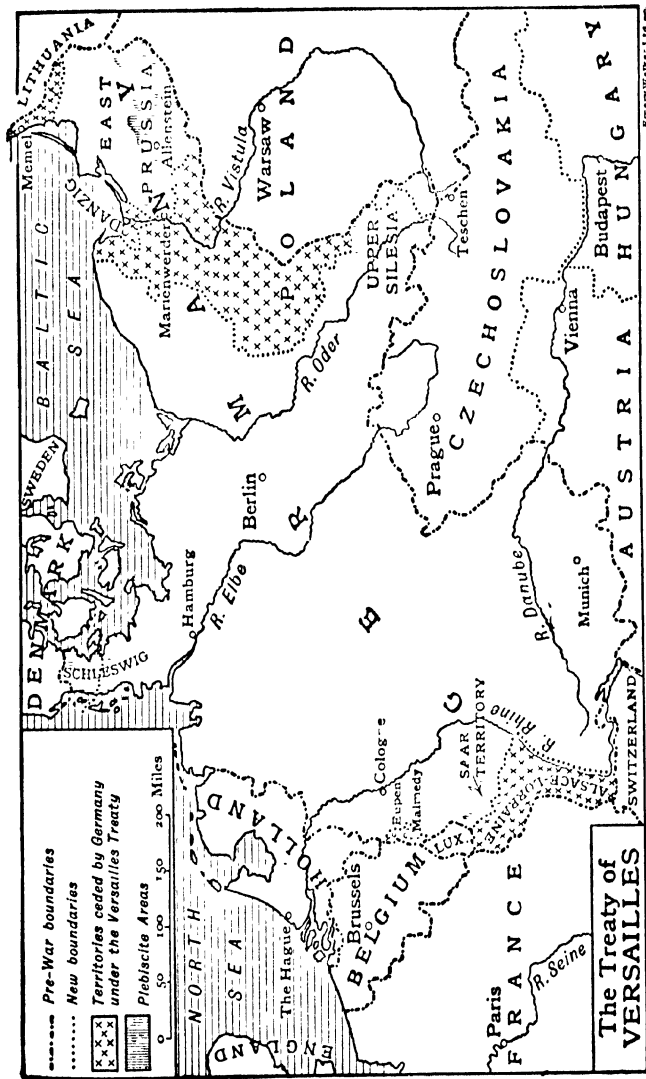 Pre-War boundaries
New boundaries
Territories ceded by Germany
under the Versailles Treaty
Plebiscite Areas
0 50 100 150 200 Miles
NORTH
SEA
ENGLAND
DENMARK
SCHLESWIG
SWEDEN
BALTIC
SEA
Memel
LITHUANIA
DANZIG
EAST
PRUSSIA
Allenstein
Marienwerder
R. Vistula
Warsaw
POLAND
Hamburg
R. Elbe
Berlin
R. Oder
GERMANY
HOLLAND
The Hague
Brussels
BELGIUM
Cologne
Eupen
Malmedy
LUX
SAAR
TERRITORY
R. Rhine
ALSACE-LORRAINE
UPPER
SILESIA
Teschen
Prague
CZECHOSLOVAKIA
Paris
FRANCE
R. Seine
SWITZERLAND
R. Danube
Munich
Vienna
Budapest
AUSTRIA HUNGARY
The Treaty of
VERSAILLES